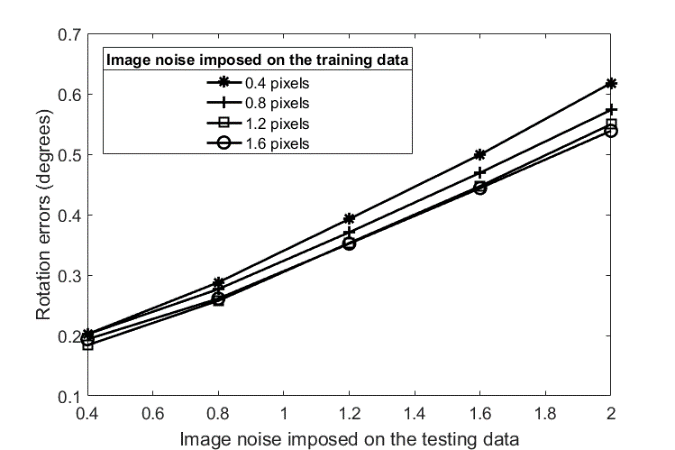 0.7
Image noise imposed on the training data
0.4 pixels
0.8 pixels
1.2 pixels
1.6 pixels
0.6
0.5
0.4
0.3
0.2
0.1
Rotation errors (degrees)
0.4 0.6 0.8 1 1.2 1.4 1.6 1.8 2
Image noise imposed on the testing data